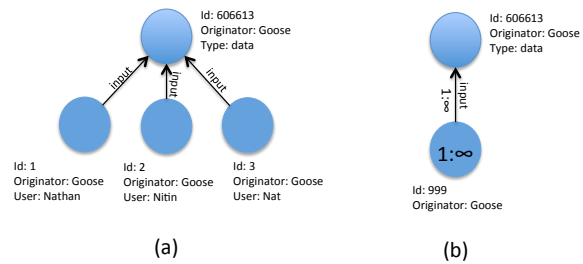 Id: 606613
Originator: Goose
Type: data
input
input
input
Id: 1
Originator: Goose
User: Nathan
Id: 2
Originator: Goose
User: Nitin
Id: 3
Originator: Goose
User: Nat
(a)
Id: 606613
Originator: Goose
Type: data
input
1:∞
1:∞
Id: 999
Originator: Goose
(b)